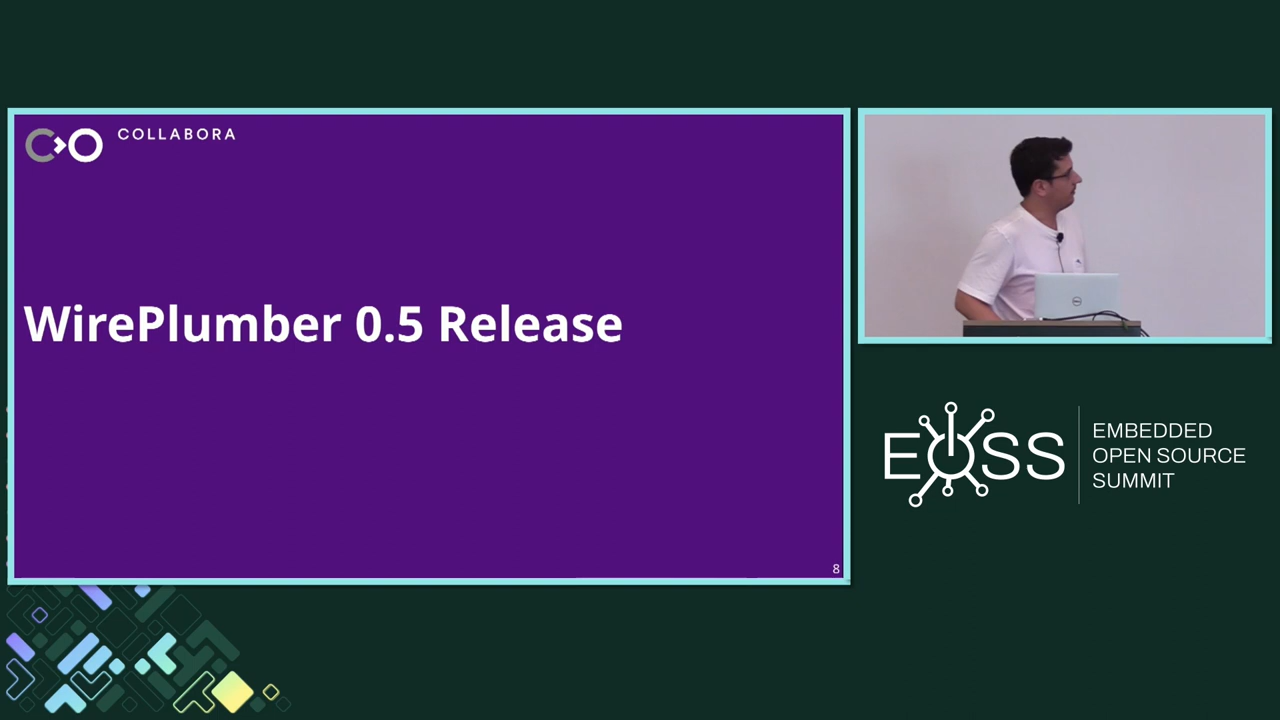 COLLABORA
WirePlumber 0.5 Release
8
EOSS
EMBEDDED
OPEN SOURCE
SUMMIT